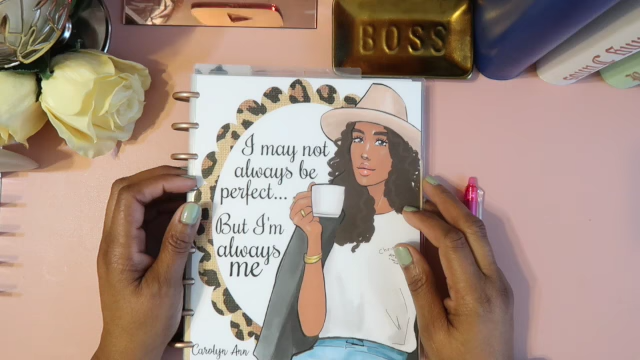 BOSS
I may not
always be
perfect...
But I'm
always
me
Carolyn Ann